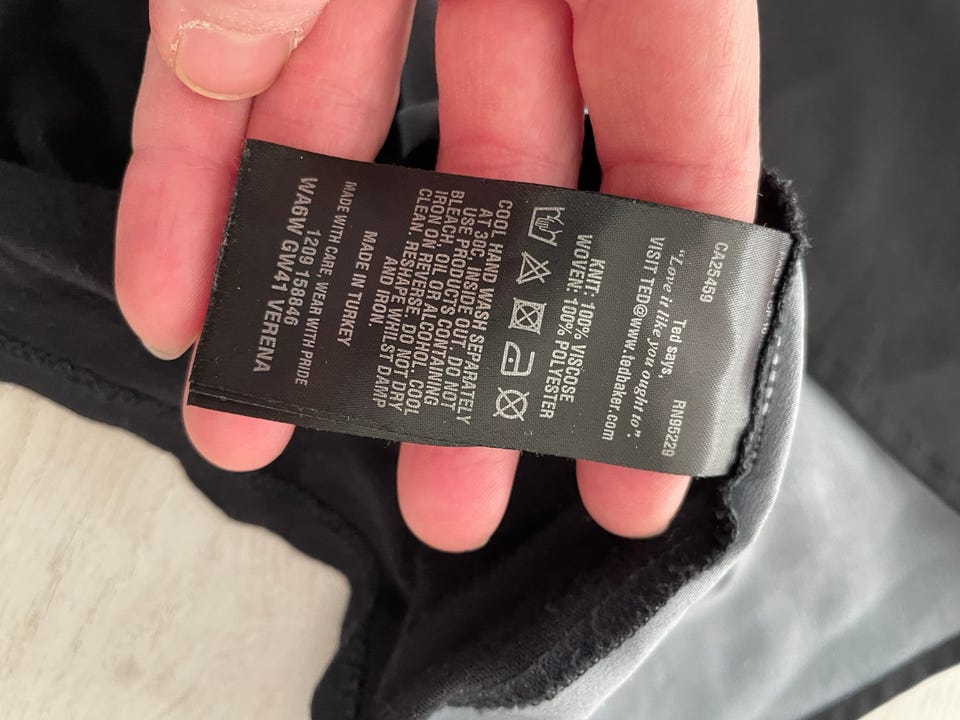 CA25459 RN95229
Ted says,
"Love it like you ought to".
VISIT TED@www.tedbaker.com
KNIT: 100% VISCOSE
WOVEN: 100% POLYESTER
COOL HAND WASH SEPARATELY
AT 30C, INSIDE OUT. DO NOT
USE PRODUCTS CONTAINING
BLEACH, OIL OR ALCOHOL. COOL
IRON ON REVERSE. DO NOT DRY
CLEAN. RESHAPE WHILST DAMP
AND IRON.
MADE IN TURKEY
MADE WITH CARE, WEAR WITH PRIDE
1209 158846
WAGW GW41 VERENA